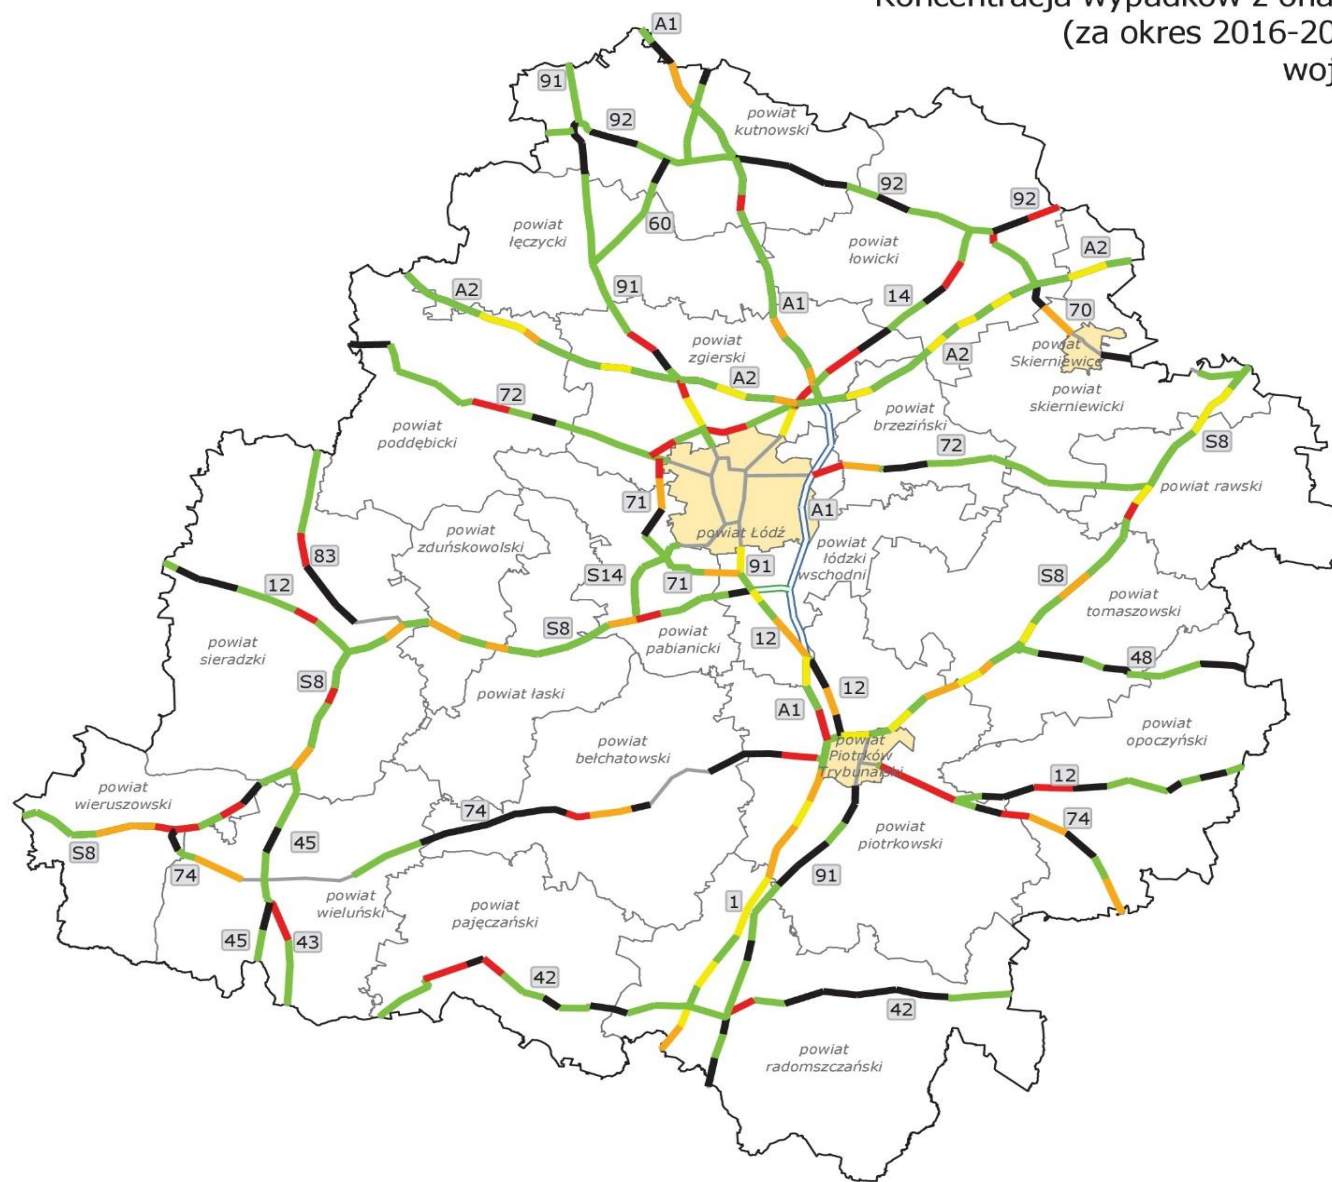 Koncentracja wypadków z
(za okres 2016-20
woj
A1
91
92
powiat
kutnowski
92
92
60
powiat
łęczycki
powiat
łowicki
A2
A2
91
A1
14
70
powiat
zgierski
powiat
Skierniewice
A2
A2
powiat
skierniewicki
72
powiat
poddębicki
powiat
brzeziński
72
S8
powiat rawski
71
A1
powiat Łódź
powiat
zduńskowolski
powiat
łódzki
wschodni
83
12
S14
71
91
S8
powiat
tomaszowski
powiat
sieradzki
S8
powiat
pabianicki
12
48
S8
powiat łaski
12
A1
powiat
bełchatowski
powiat
Piotrków
Trybunalski
powiat
opoczyński
12
powiat
wieruszowski
74
74
S8
45
powiat
piotrkowski
74
91
powiat
wieluński
powiat
pajęczański
1
45
43
42
42
powiat
radomszczański